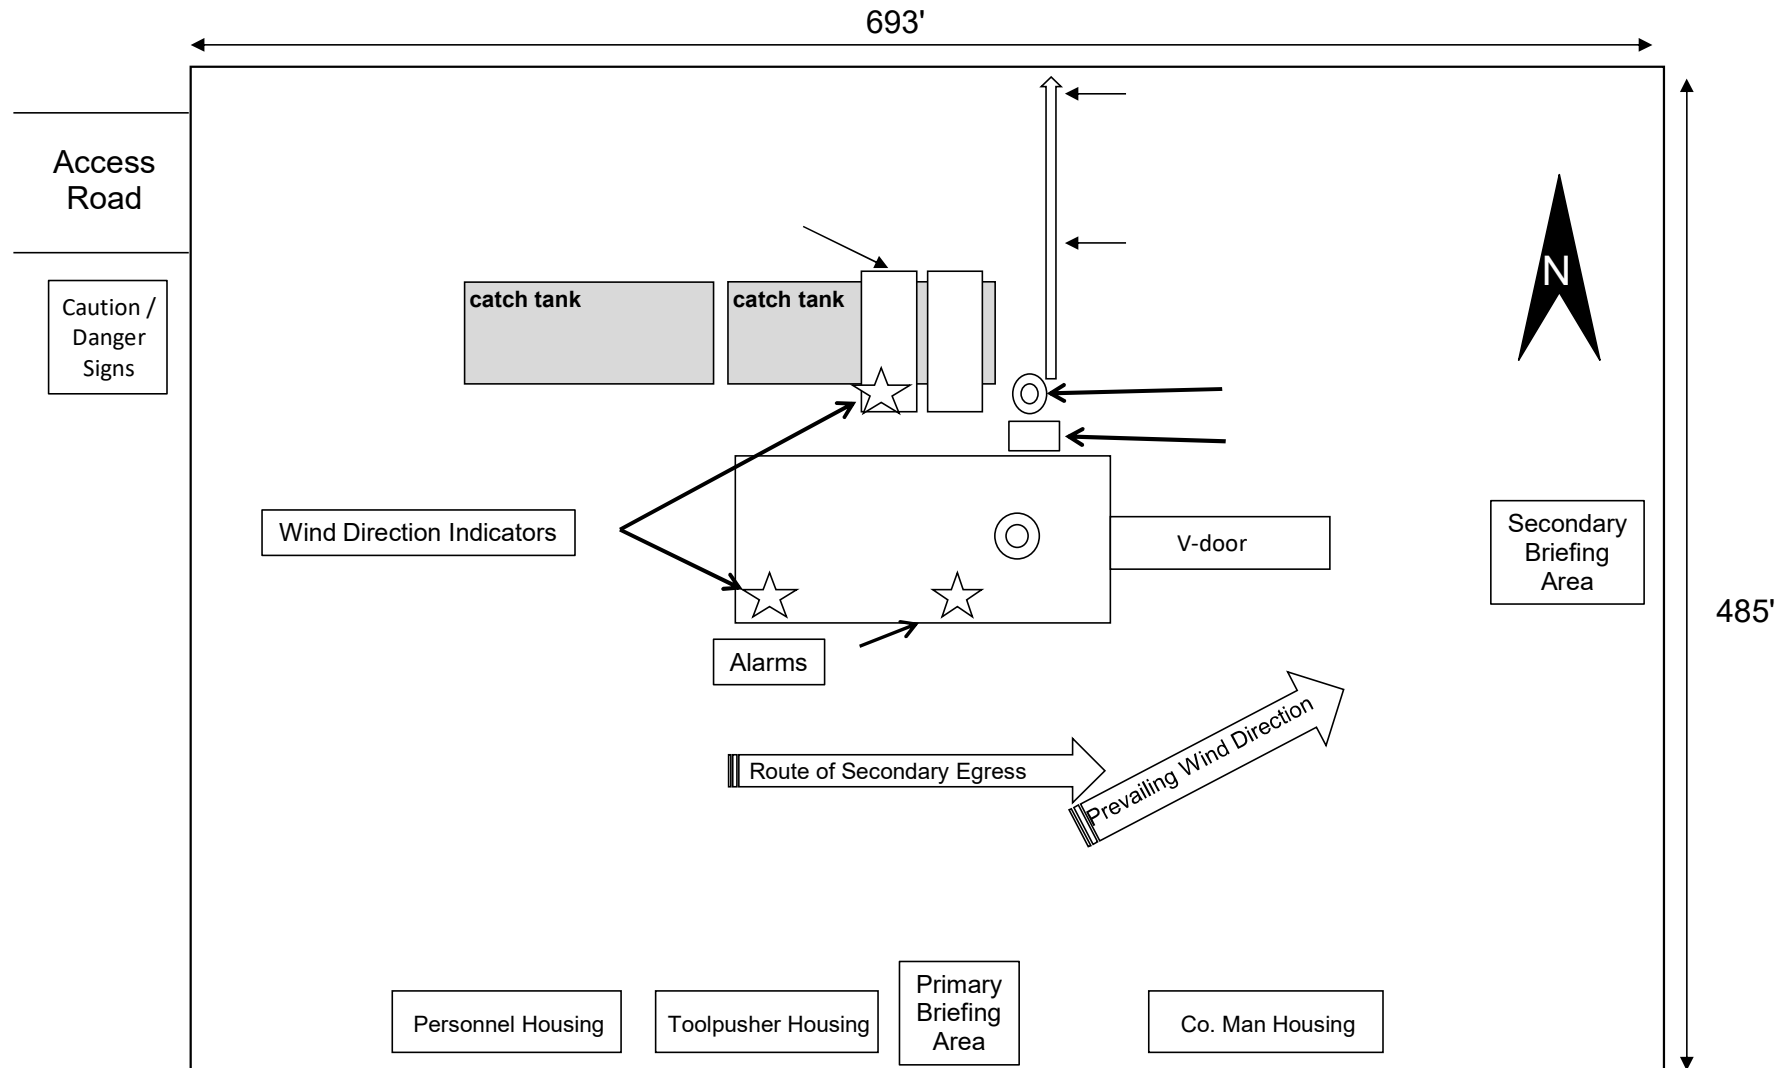 693'
Access
Road
N
catch tank
catch tank
Caution /
Danger
Signs
Wind Direction Indicators
V-door
Secondary
Briefing
Area
485'
Alarms
Prevailing Wind Direction
Route of Secondary Egress
Personnel Housing
Toolpusher Housing
Primary
Briefing
Area
Co. Man Housing